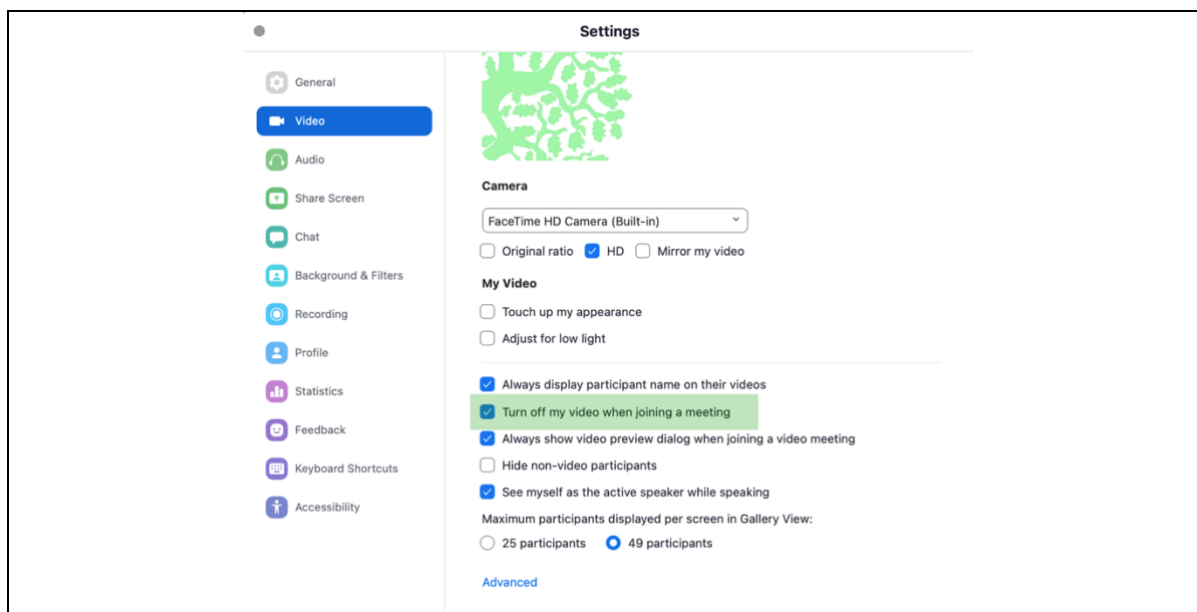 Settings
General
Video
Audio
Share Screen
Chat
Background & Filters
Recording
Profile
Statistics
Feedback
Keyboard Shortcuts
Accessibility
Camera
FaceTime HD Camera (Built-in)
Original ratio HD Mirror my video
My Video
Touch up my appearance
Adjust for low light
Always display participant name on their videos
Turn off my video when joining a meeting
Always show video preview dialog when joining a video meeting
Hide non-video participants
See myself as the active speaker while speaking
Maximum participants displayed per screen in Gallery View:
25 participants 49 participants
Advanced